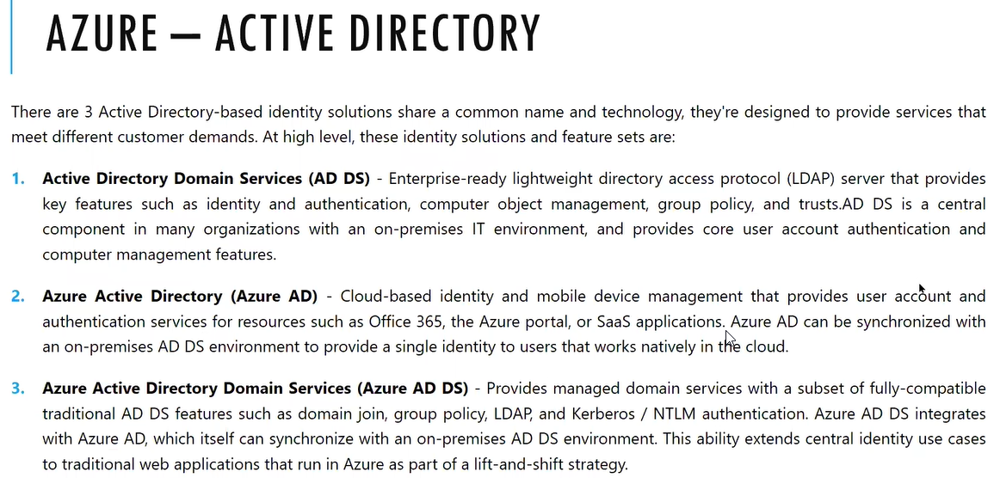 AZURE – ACTIVE DIRECTORY
There are 3 Active Directory-based identity solutions share a common name and technology, they're designed to provide services that
meet different customer demands. At high level, these identity solutions and feature sets are:
1. Active Directory Domain Services (AD DS) - Enterprise-ready lightweight directory access protocol (LDAP) server that provides
key features such as identity and authentication, computer object management, group policy, and trusts.AD DS is a central
component in many organizations with an on-premises IT environment, and provides core user account authentication and
computer management features.
2. Azure Active Directory (Azure AD) - Cloud-based identity and mobile device management that provides user account and
authentication services for resources such as Office 365, the Azure portal, or SaaS applications. Azure AD can be synchronized with
an on-premises AD DS environment to provide a single identity to users that works natively in the cloud.
3. Azure Active Directory Domain Services (Azure AD DS) - Provides managed domain services with a subset of fully-compatible
traditional AD DS features such as domain join, group policy, LDAP, and Kerberos / NTLM authentication. Azure AD DS integrates
with Azure AD, which itself can synchronize with an on-premises AD DS environment. This ability extends central identity use cases
to traditional web applications that run in Azure as part of a lift-and-shift strategy.